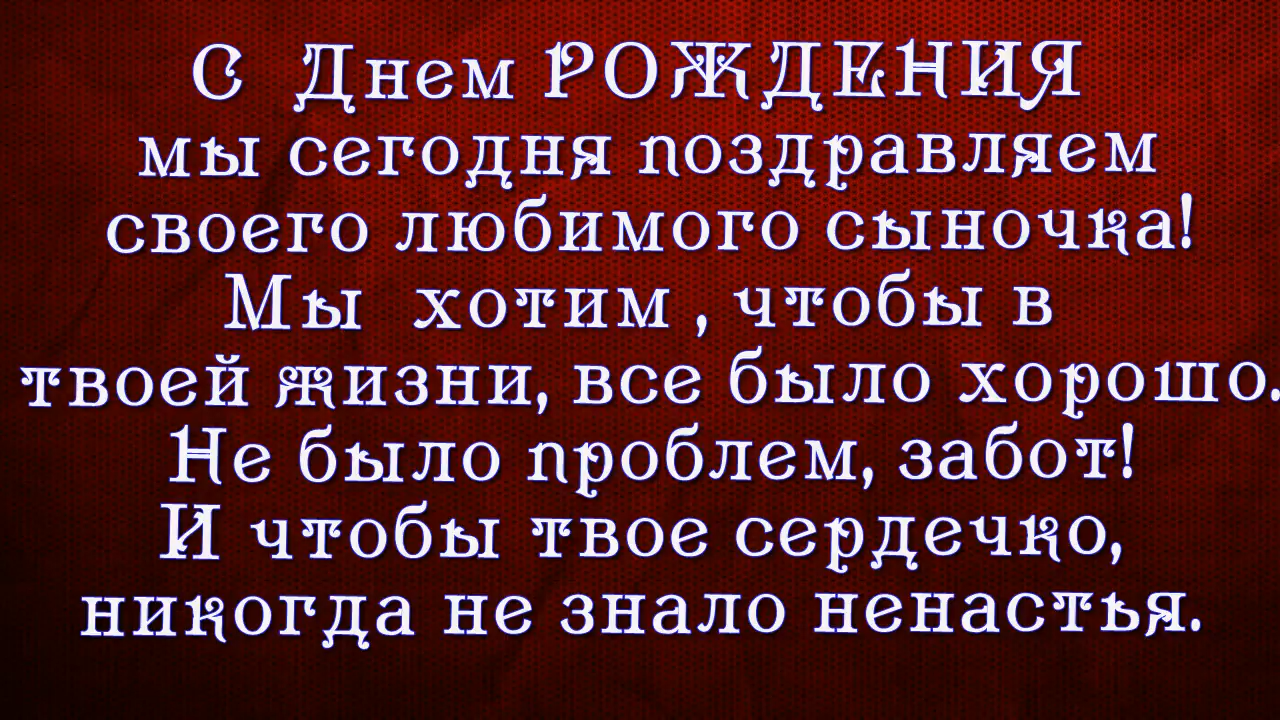 С Днем РОЖДЕНИЯ
мы сегодня поздравляем
своего любимого сыночка!
Мы хотим , чтобы в
твоей жизни, все было хорошо.
Не было проблем, забот!
И чтобы твое сердечко,
никогда не знало ненастья.